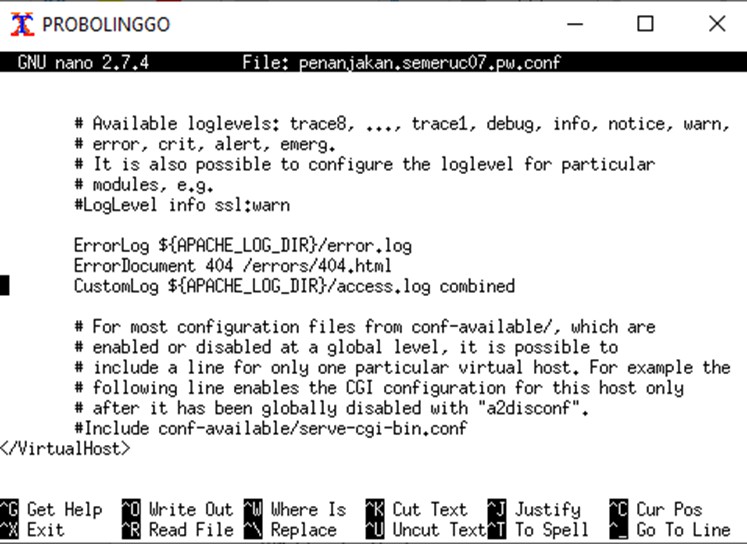 PROBOLINGGO
GNU nano 2.7.4 File: penanjakan.semeruc07.pw.conf
# Available loglevels: trace8, ..., trace1, debug, info, notice, warn,
# error, crit, alert, emerg.
# It is also possible to configure the loglevel for particular
# modules, e.g.
#LogLevel info ssl:warn
ErrorLog ${APACHE_LOG_DIR}/error.log
ErrorDocument 404 /errors/404.html
CustomLog ${APACHE_LOG_DIR}/access.log combined
# For most configuration files from conf-available/, which are
# enabled or disabled at a global level, it is possible to
# include a line for only one particular virtual host. For example the
# following line enables the CGI configuration for this host only
# after it has been globally disabled with "a2disconf".
#Include conf-available/serve-cgi-bin.conf
</VirtualHost>
^G Get Help ^O Write Out ^W Where Is ^K Cut Text ^J Justify ^C Cur Pos
^X Exit ^R Read File ^\ Replace ^U Uncut Text ^T To Spell ^_ Go To Line